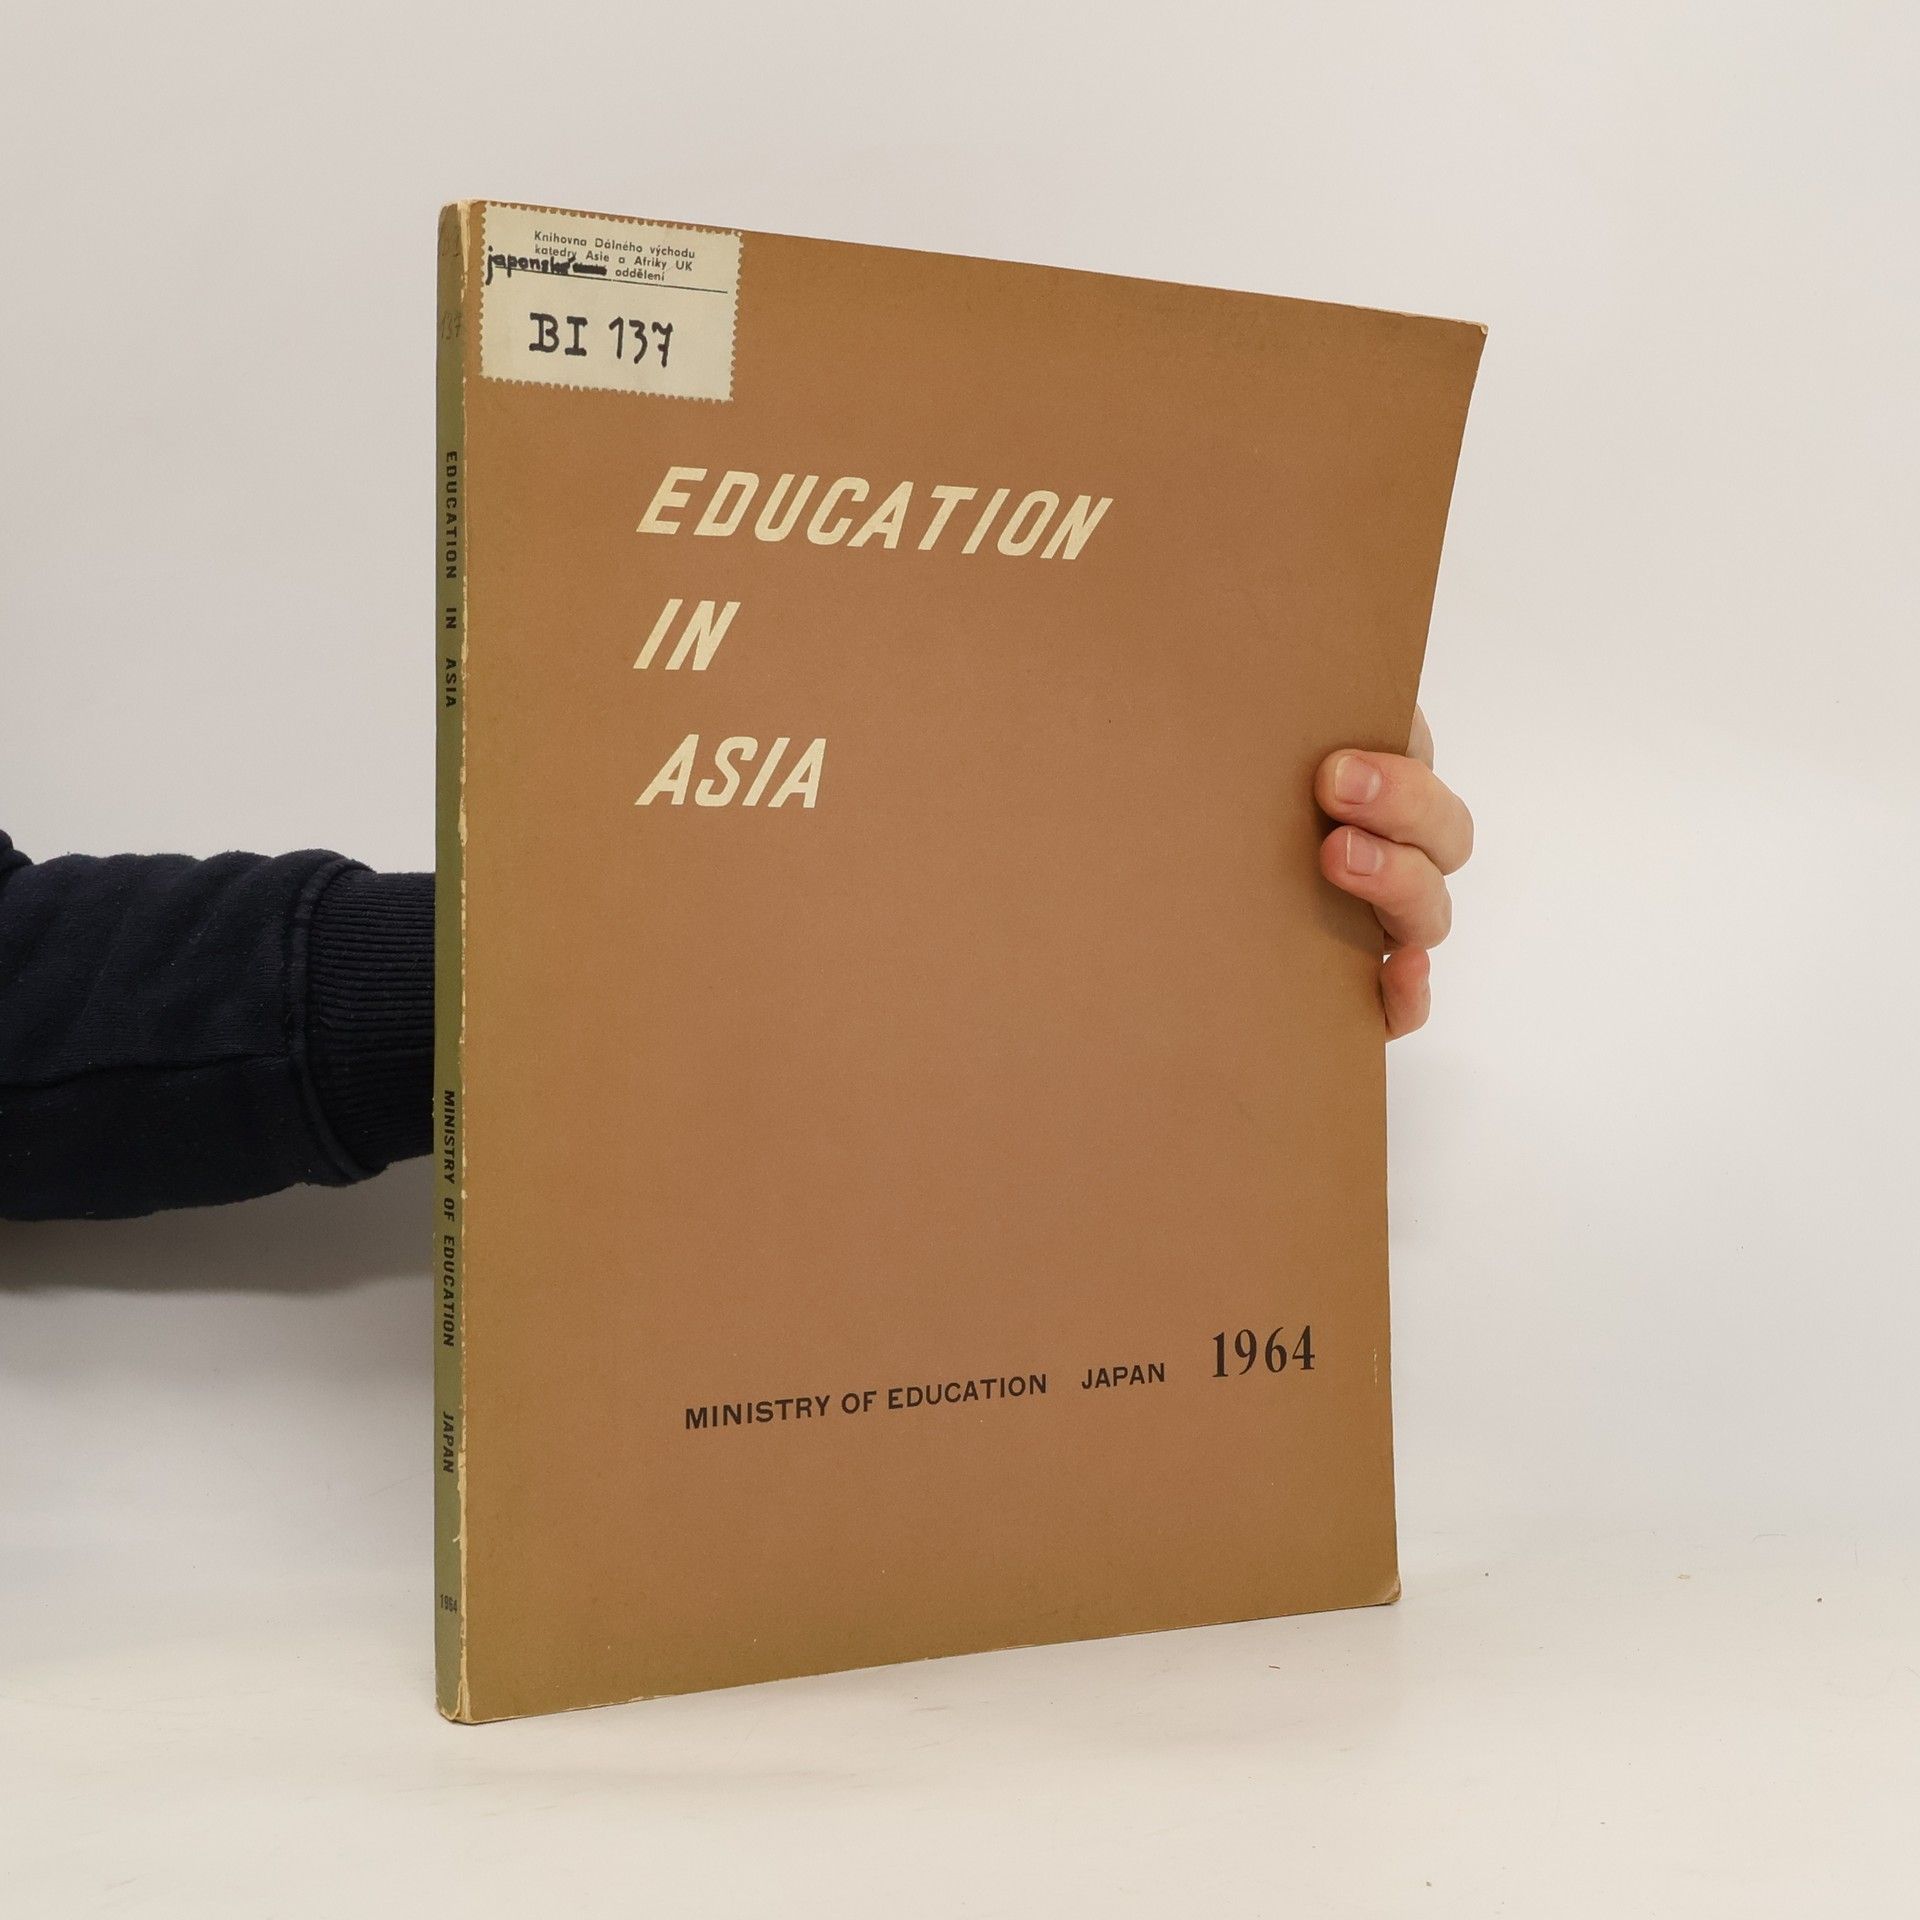 Knihovna Dálného východu
katedry Asie a Afriky UK
japonské oddělení
BI 137
EDUCATION
IN
ASIA
MINISTRY OF EDUCATION JAPAN 1964
137
EDUCATION IN ASIA MINISTRY OF EDUCATION JAPAN 1964